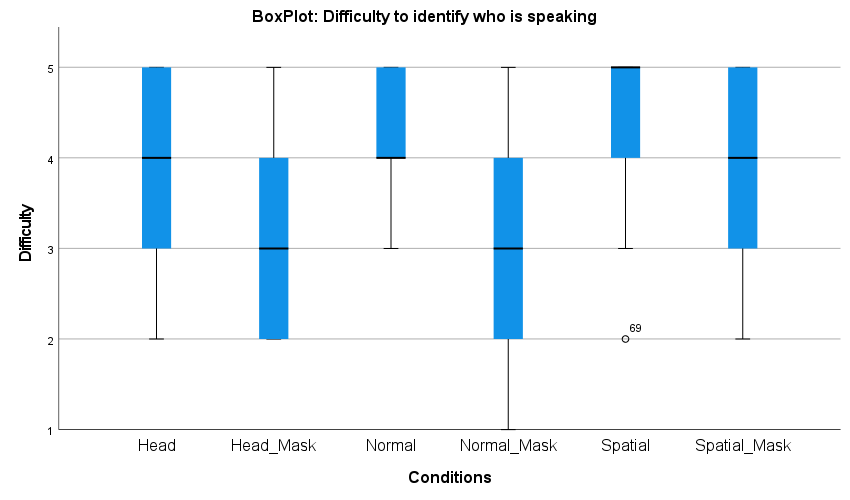 BoxPlot: Difficulty to identify who is speaking
Difficulty
5
4
3
2
1
69
Head
Head_Mask
Normal
Normal_Mask
Spatial
Spatial_Mask
Conditions